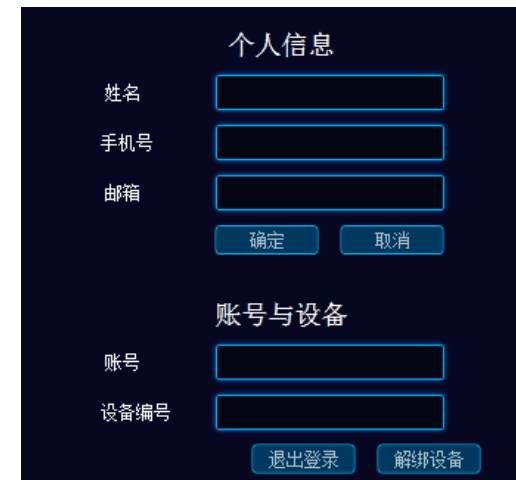 个人信息
姓名
手机号
邮箱
确定 取消
账号与设备
账号
设备编号
退出登录 解绑设备